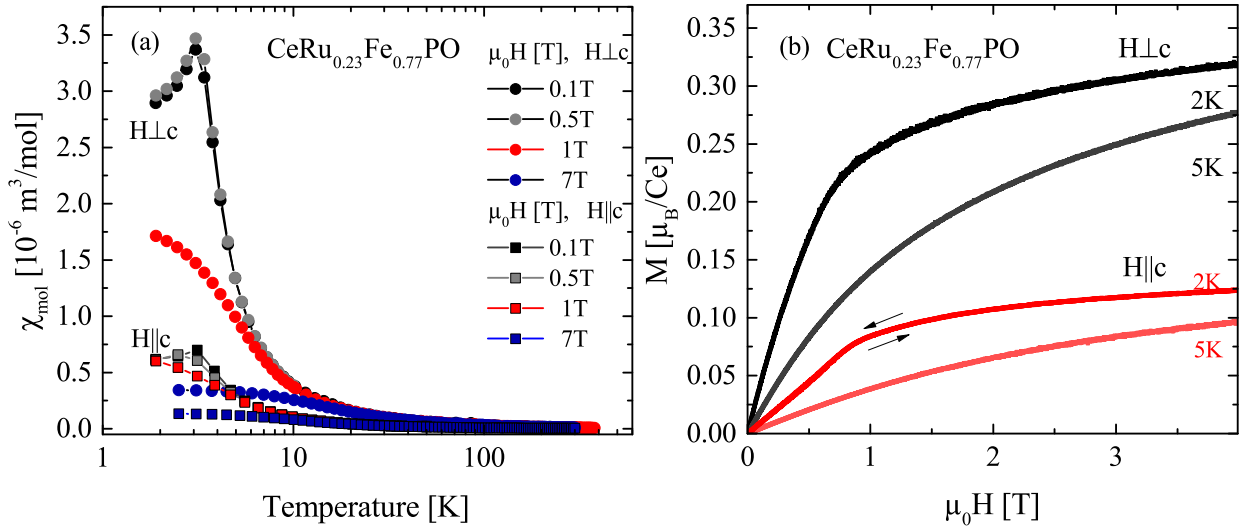 (a) CeRu₀.₂₃Fe₀.₇₇PO
μ₀H [T], H⊥c
0.1T
0.5T
1T
7T
μ₀H [T], H||c
0.1T
0.5T
1T
7T
H⊥c
H||c
3.5
3.0
2.5
2.0
1.5
1.0
0.5
0.0
χmol [10⁻⁶ m³/mol]
1 10 100
Temperature [K]
(b) CeRu₀.₂₃Fe₀.₇₇PO H⊥c
2K
5K
H||c
2K
5K
0.30
0.25
0.20
0.15
0.10
0.05
0.00
M [μB/Ce]
0 1 2 3 4
μ₀H [T]